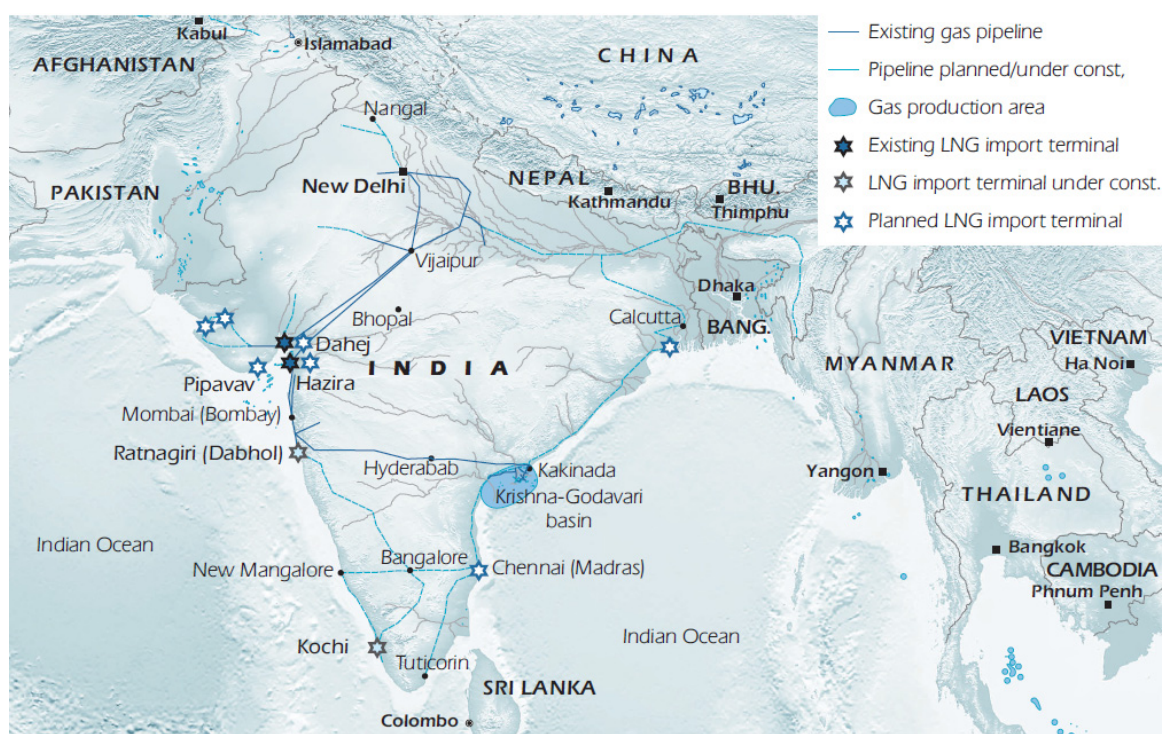 Existing gas pipeline
Pipeline planned/under const,
Gas production area
Existing LNG import terminal
LNG import terminal under const.
Planned LNG import terminal
Kabul
Islamabad
AFGHANISTAN
CHINA
Nangal
PAKISTAN
New Delhi
NEPAL
Kathmandu
BHU.
Thimphu
Vijaipur
Dhaka
Bhopal
Calcutta
BANG.
Dahej
INDIA
MYANMAR
VIETNAM
Ha Noi
Pipavav
Hazira
LAOS
Mombai (Bombay)
Vientiane
Ratnagiri (Dabhol)
Hyderabab
Kakinada
Yangon
Krishna-Godavari
basin
THAILAND
Indian Ocean
Bangalore
Bangkok
New Mangalore
Chennai (Madras)
CAMBODIA
Phnum Penh
Kochi
Indian Ocean
Tuticorin
SRI LANKA
Colombo